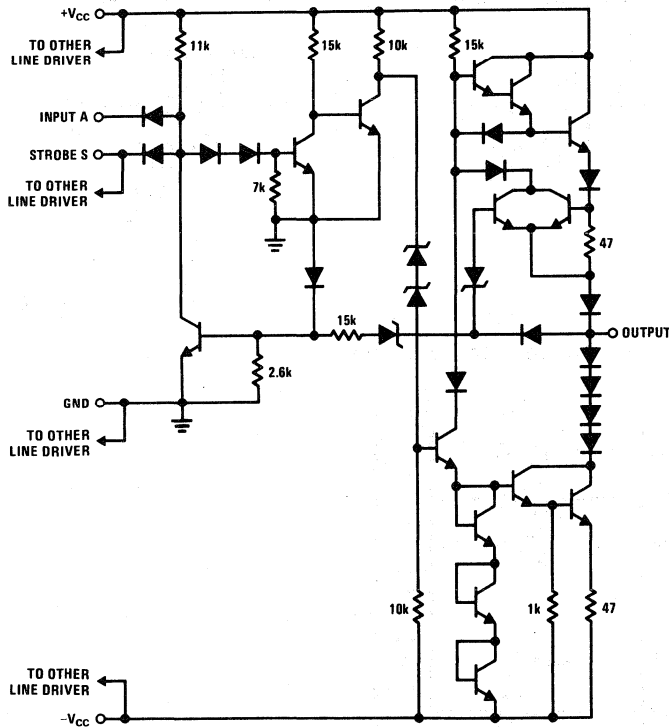 +VCC
TO OTHER
LINE DRIVER
11k
15k
10k
15k
INPUT A
STROBE S
TO OTHER
LINE DRIVER
7k
47
15k
OUTPUT
2.6k
GND
TO OTHER
LINE DRIVER
10k
1k
47
TO OTHER
LINE DRIVER
–VCC